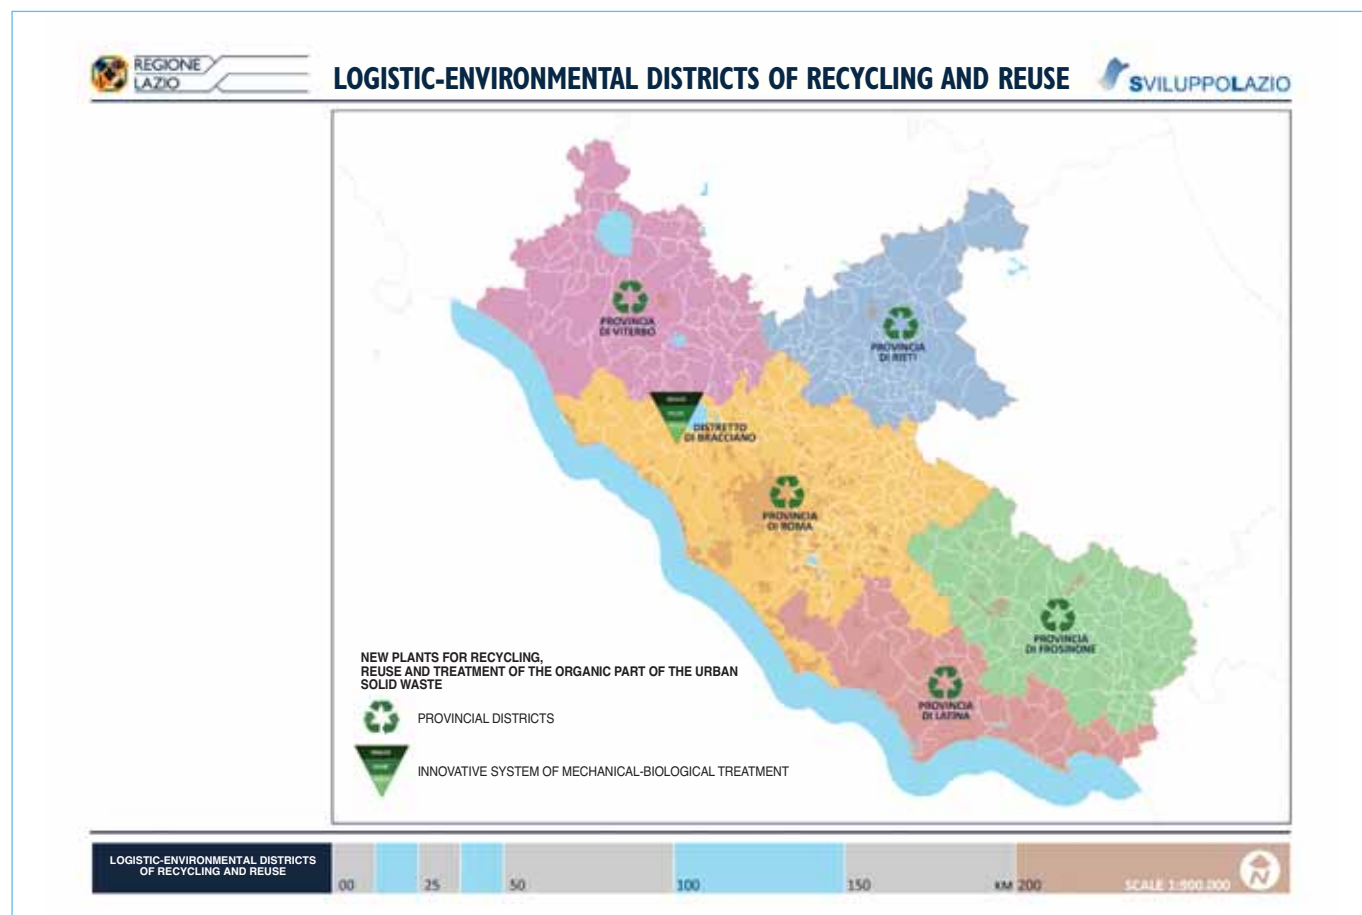 REGIONE
LAZIO
LOGISTIC-ENVIRONMENTAL DISTRICTS OF RECYCLING AND REUSE
SVILUPPOLAZIO
PROVINCIA
DI VITERBO
PROVINCIA
DI RIETI
DISTRETTO
DI BRACCIANO
PROVINCIA
DI ROMA
PROVINCIA
DI FROSINONE
PROVINCIA
DI LATINA
NEW PLANTS FOR RECYCLING,
REUSE AND TREATMENT OF THE ORGANIC PART OF THE URBAN
SOLID WASTE
PROVINCIAL DISTRICTS
INNOVATIVE SYSTEM OF MECHANICAL-BIOLOGICAL TREATMENT
LOGISTIC-ENVIRONMENTAL DISTRICTS
OF RECYCLING AND REUSE
00 25 50 100 150 KM 200 SCALE 1:900.000
N